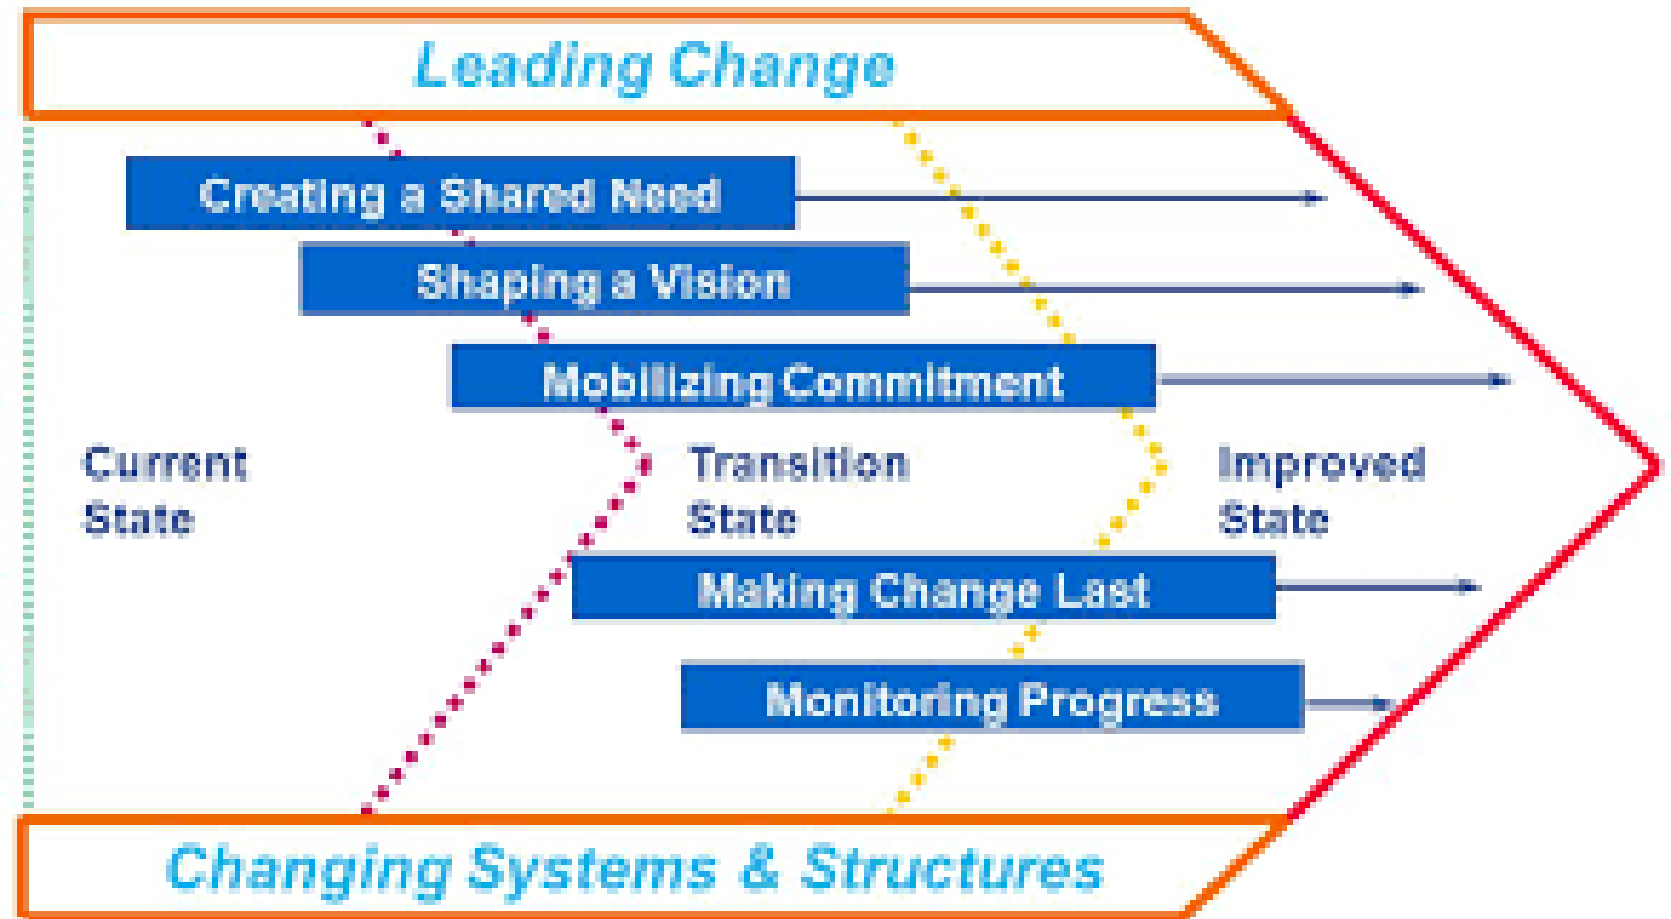 Leading Change
Creating a Shared Need
Shaping a Vision
Mobilizing Commitment
Current
State
Transition
State
Improved
State
Making Change Last
Monitoring Progress
Changing Systems & Structures